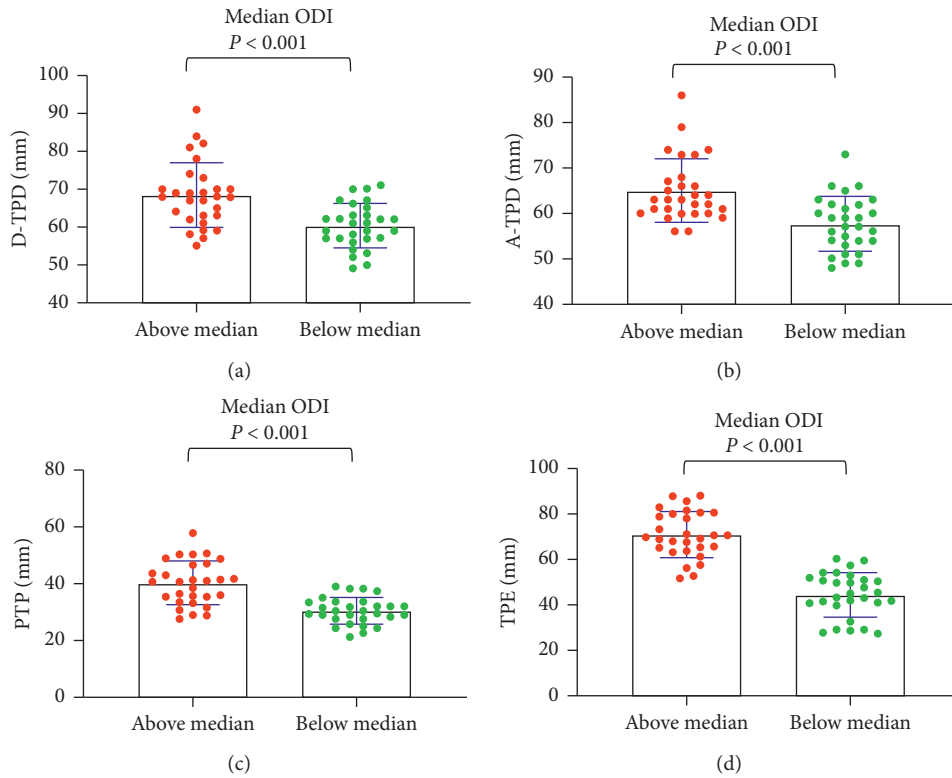 Median ODI
P < 0.001
100
90
80
70
60
50
40
D-TPD (mm)
Above median
Below median
(a)
Median ODI
P < 0.001
90
80
70
60
50
40
A-TPD (mm)
Above median
Below median
(b)
Median ODI
P < 0.001
80
60
40
20
0
PTP (mm)
Above median
Below median
(c)
Median ODI
P < 0.001
100
80
60
40
20
0
TPE (mm)
Above median
Below median
(d)